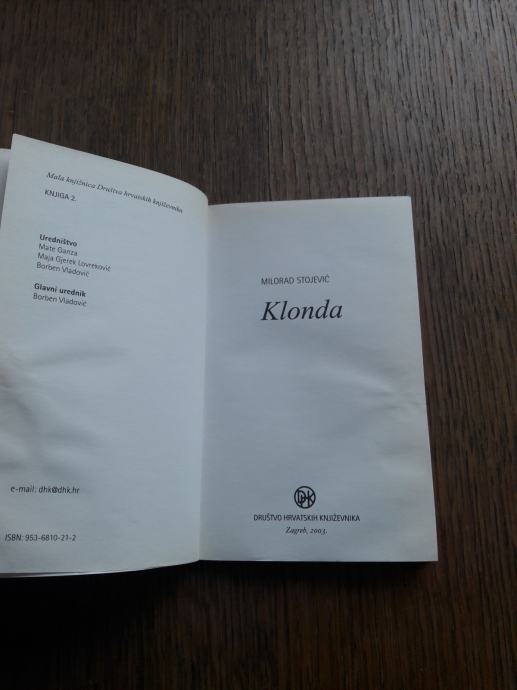 Mala knjižnica Društva hrvatskih književnika
KNJIGA 2.
Uredništvo
Mate Ganza
Maja Gjerek Lovreković
Borben Vladović
Glavni urednik
Borben Vladović
e-mail: dhk@dhk.hr
ISBN: 953-6810-21-2
MILORAD STOJEVIĆ
Klonda
DHK
DRUŠTVO HRVATSKIH KNJIŽEVNIKA
Zagreb, 2003.